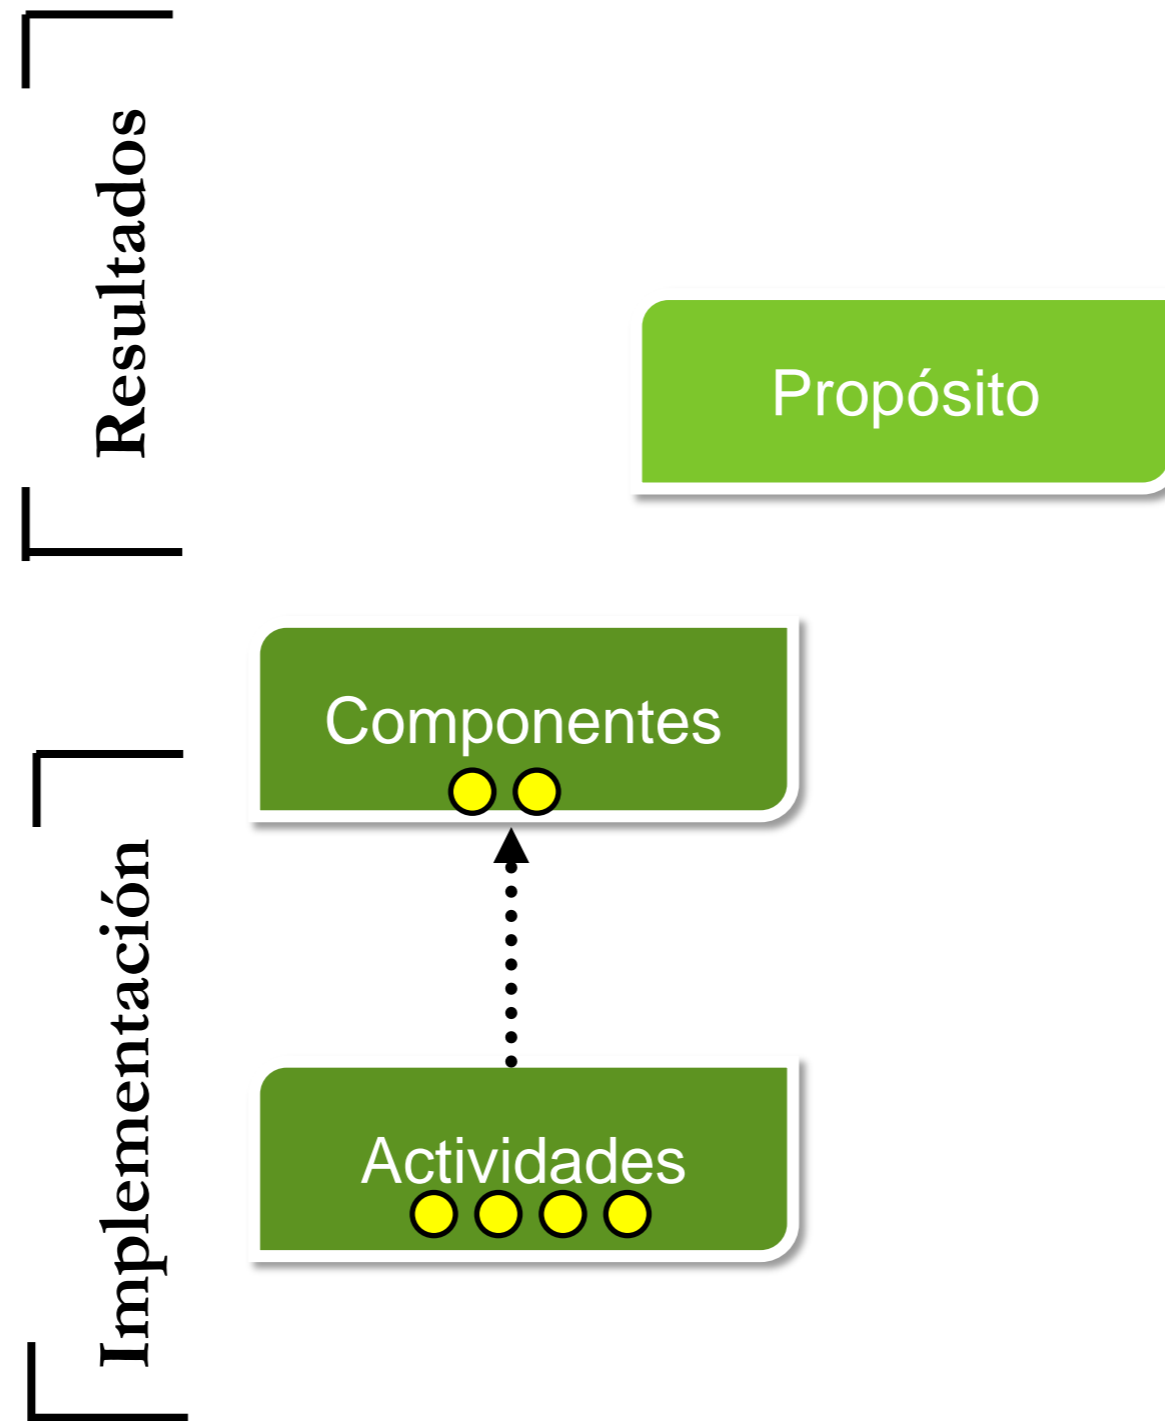 Resultados
Propósito
Componentes
Implementación
Actividades